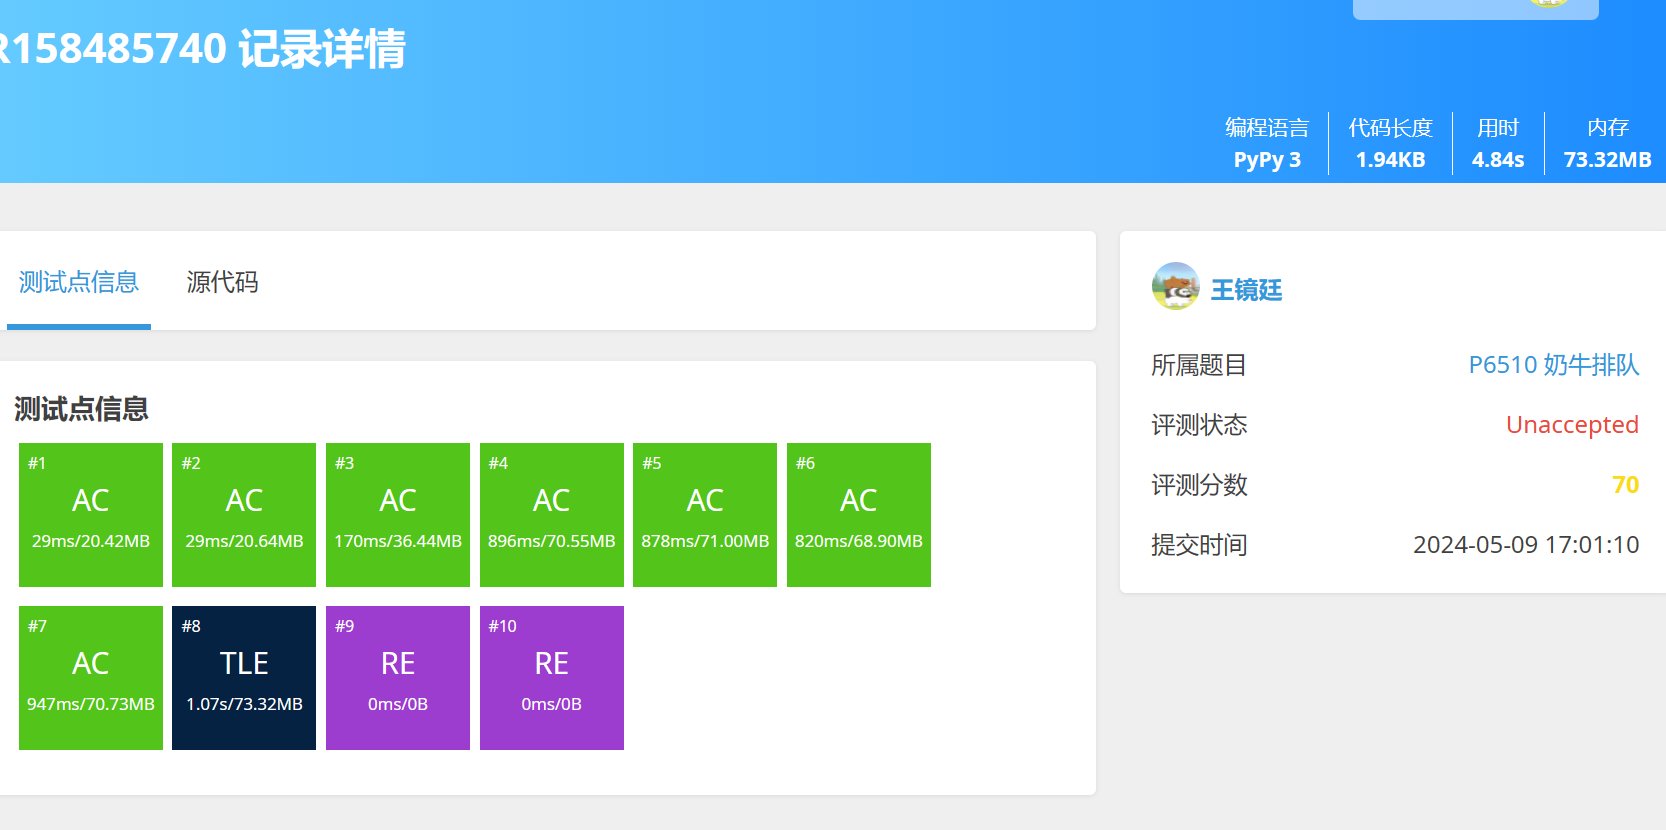 R158485740 记录详情
编程语言 代码长度 用时 内存
PyPy 3 1.94KB 4.84s 73.32MB
测试点信息 源代码
王镜廷
所属题目 P6510 奶牛排队
评测状态 Unaccepted
评测分数 70
提交时间 2024-05-09 17:01:10
测试点信息
#1 #2 #3 #4 #5 #6
AC AC AC AC AC AC
29ms/20.42MB 29ms/20.64MB 170ms/36.44MB 896ms/70.55MB 878ms/71.00MB 820ms/68.90MB
#7 #8 #9 #10
AC TLE RE RE
947ms/70.73MB 1.07s/73.32MB 0ms/0B 0ms/0B